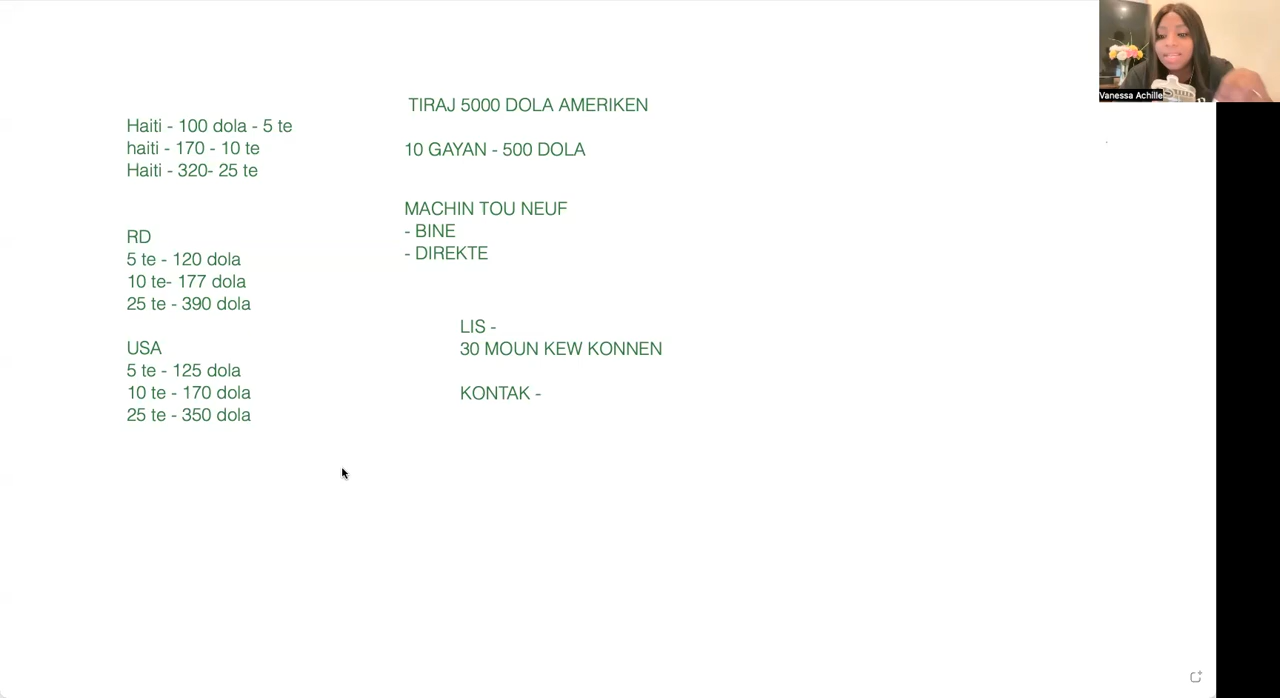 Haiti - 100 dola - 5 te
haiti - 170 - 10 te
Haiti - 320- 25 te
RD
5 te - 120 dola
10 te- 177 dola
25 te - 390 dola
USA
5 te - 125 dola
10 te - 170 dola
25 te - 350 dola
TIRAJ 5000 DOLA AMERIKEN
10 GAYAN - 500 DOLA
MACHIN TOU NEUF
- BINE
- DIREKTE
LIS -
30 MOUN KEW KONNEN
KONTAK -
Vanessa Achille